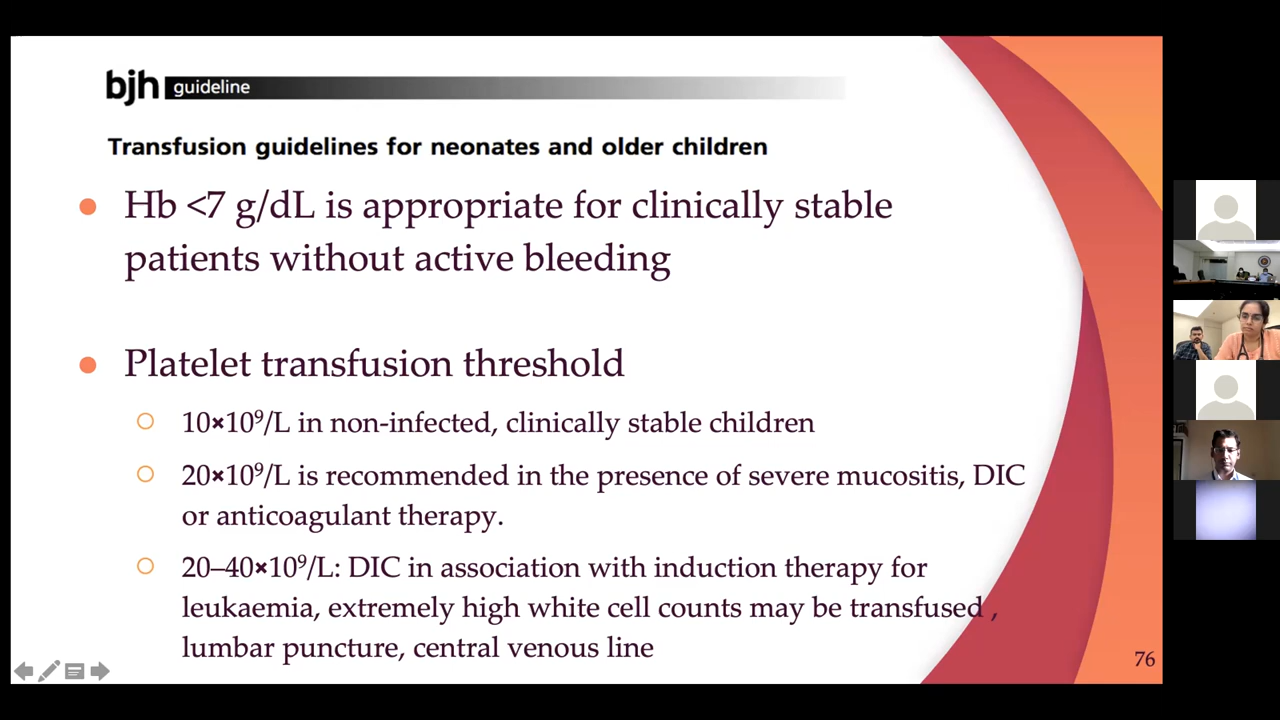 bjh guideline
Transfusion guidelines for neonates and older children
● Hb <7 g/dL is appropriate for clinically stable
patients without active bleeding
● Platelet transfusion threshold
○ 10×10⁹/L in non-infected, clinically stable children
○ 20×10⁹/L is recommended in the presence of severe mucositis, DIC
or anticoagulant therapy.
○ 20–40×10⁹/L: DIC in association with induction therapy for
leukaemia, extremely high white cell counts may be transfused ,
lumbar puncture, central venous line
76